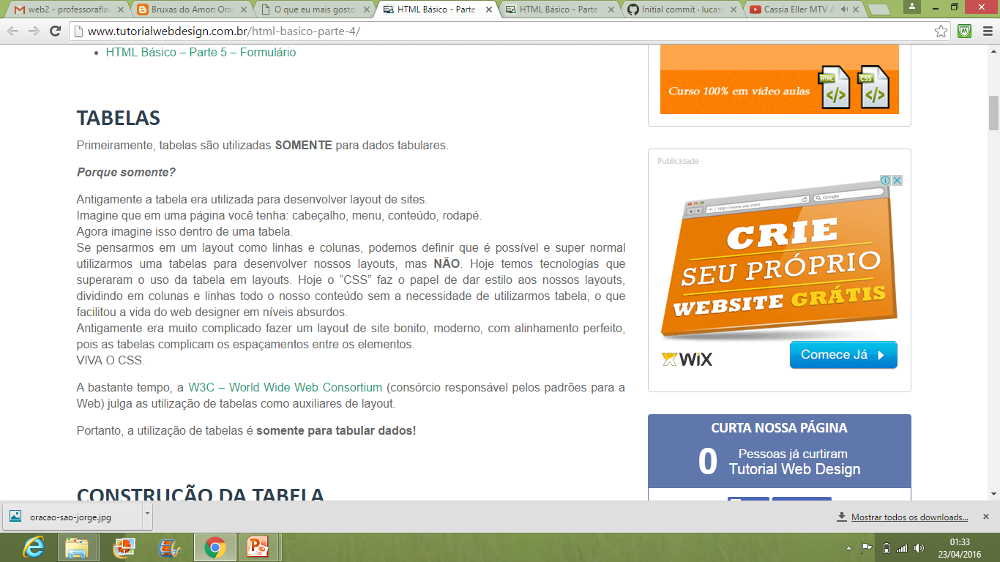 web2 - professoraflav
Bruxas do Amor: Ora
O que eu mais gosto
HTML Básico - Parte
HTML Básico - Parte
Initial commit · lucas
Cassia Eller MTV
www.tutorialwebdesign.com.br/html-basico-parte-4/
HTML Básico – Parte 5 – Formulário
TABELAS
Primeiramente, tabelas são utilizadas SOMENTE para dados tabulares.
Porque somente?
Antigamente a tabela era utilizada para desenvolver layout de sites.
Imagine que em uma página você tenha: cabeçalho, menu, conteúdo, rodapé.
Agora imagine isso dentro de uma tabela.
Se pensarmos em um layout como linhas e colunas, podemos definir que é possível e super normal
utilizarmos uma tabelas para desenvolver nossos layouts, mas NÃO. Hoje temos tecnologias que
superaram o uso da tabela em layouts. Hoje o “CSS” faz o papel de dar estilo aos nossos layouts,
dividindo em colunas e linhas todo o nosso conteúdo sem a necessidade de utilizarmos tabela, o que
facilitou a vida do web designer em níveis absurdos.
Antigamente era muito complicado fazer um layout de site bonito, moderno, com alinhamento perfeito,
pois as tabelas complicam os espaçamentos entre os elementos.
VIVA O CSS.
A bastante tempo, a W3C – World Wide Web Consortium (consórcio responsável pelos padrões para a
Web) julga as utilização de tabelas como auxiliares de layout.
Portanto, a utilização de tabelas é somente para tabular dados!
CONSTRUÇÃO DA TABELA
HTML
CSS
Curso 100% em vídeo aulas
Publicidade
http://www.wix.com
Google
CRIE
SEU PRÓPRIO
WEBSITE GRÁTIS
WiX
Comece Já
CURTA NOSSA PÁGINA
0
Pessoas já curtiram
Tutorial Web Design
oracao-sao-jorge.jpg
Mostrar todos os downloads...
01:33
23/04/2016